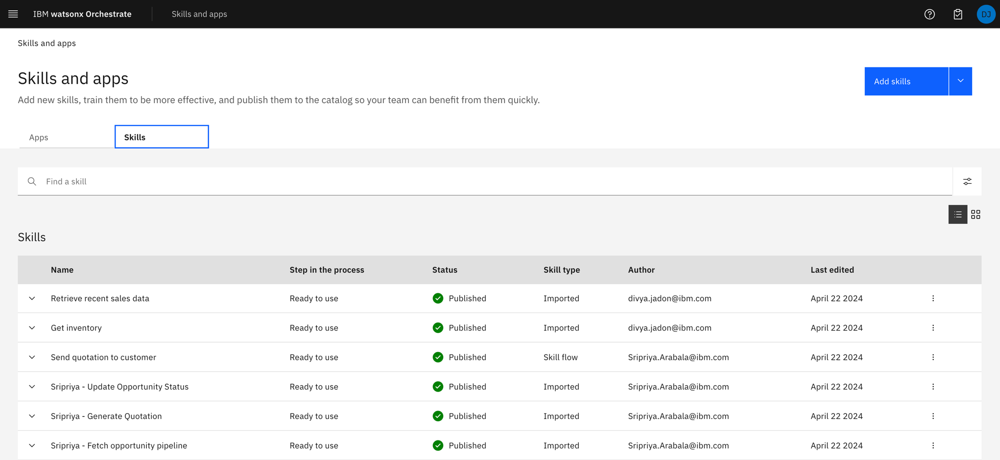 IBM watsonx Orchestrate
Skills and apps
DJ
Skills and apps
Skills and apps
Add skills
Add new skills, train them to be more effective, and publish them to the catalog so your team can benefit from them quickly.
Apps
Skills
Find a skill
Skills
Name Step in the process Status Skill type Author Last edited
Retrieve recent sales data Ready to use Published Imported divya.jadon@ibm.com April 22 2024
Get inventory Ready to use Published Imported divya.jadon@ibm.com April 22 2024
Send quotation to customer Ready to use Published Skill flow Sripriya.Arabala@ibm.com April 22 2024
Sripriya - Update Opportunity Status Ready to use Published Imported Sripriya.Arabala@ibm.com April 22 2024
Sripriya - Generate Quotation Ready to use Published Imported Sripriya.Arabala@ibm.com April 22 2024
Sripriya - Fetch opportunity pipeline Ready to use Published Imported Sripriya.Arabala@ibm.com April 22 2024